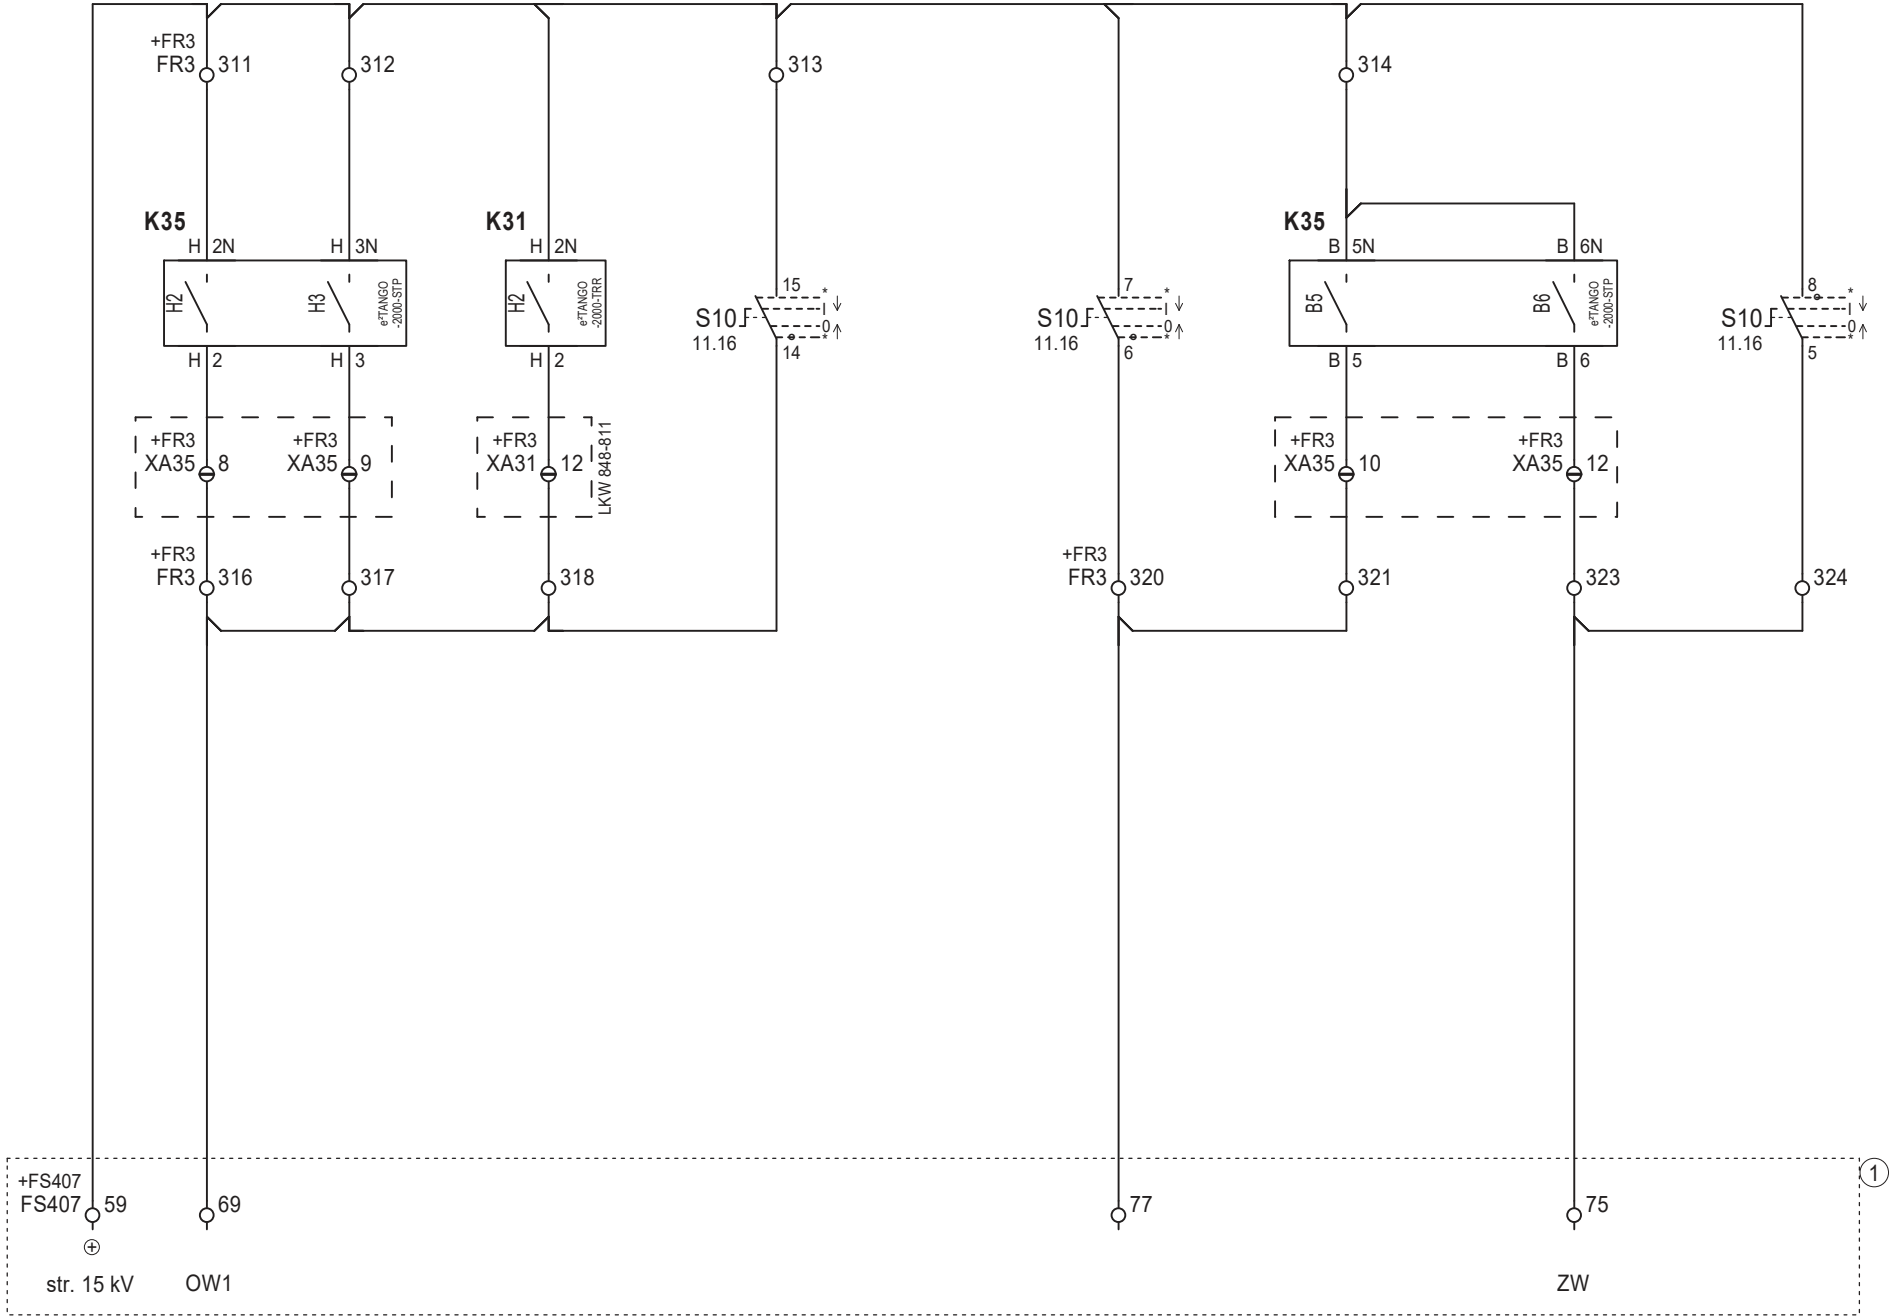 +FR3
FR3 311
312
313
314
K35
K31
K35
H 2N
H 3N
H 2N
B 5N
B 6N
H2
H3
e²TANGO
-2000-STP
H2
e²TANGO
-2000-TRR
15
S10
11.16
14
* I 0 *
7
S10
11.16
6
* I 0 *
B5
B6
e²TANGO
-2000-STP
8
S10
11.16
5
* I 0 *
H 2
H 3
H 2
B 5
B 6
+FR3
XA35 8
+FR3
XA35 9
+FR3
XA31 12
LKW 848-811
+FR3
XA35 10
+FR3
XA35 12
+FR3
FR3 316
317
318
+FR3
FR3 320
321
323
324
1
+FS407
FS407 59
69
77
75
str. 15 kV
OW1
ZW